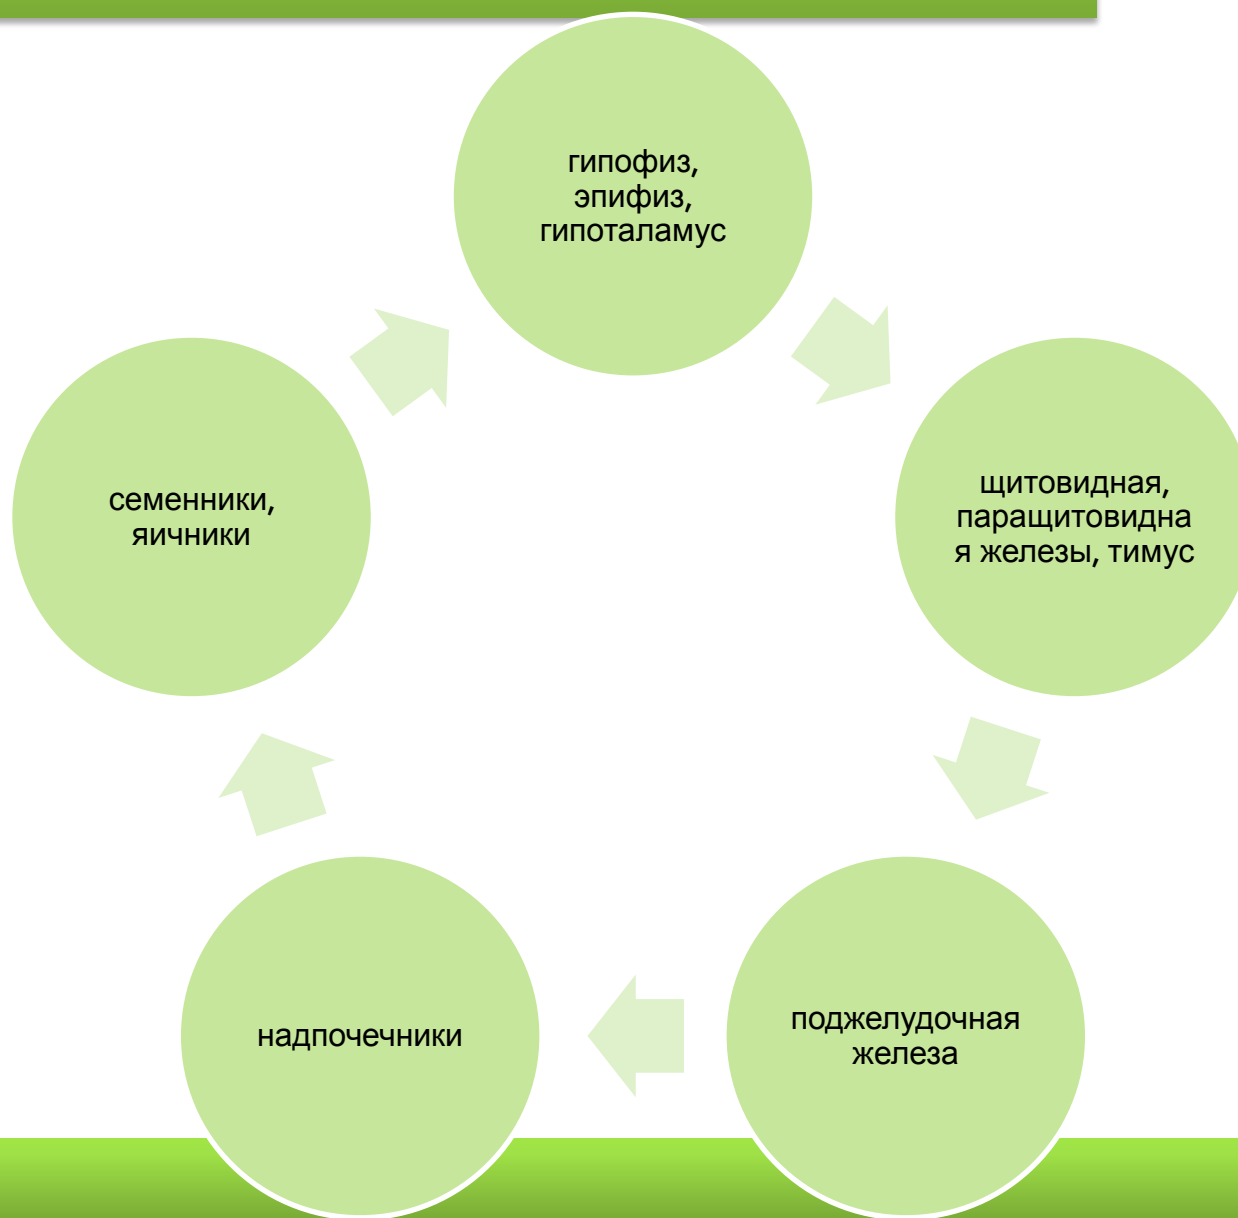 гипофиз,
эпифиз,
гипоталамус
щитовидная,
паращитовидна
я железы, тимус
поджелудочная
железа
надпочечники
семенники,
яичники